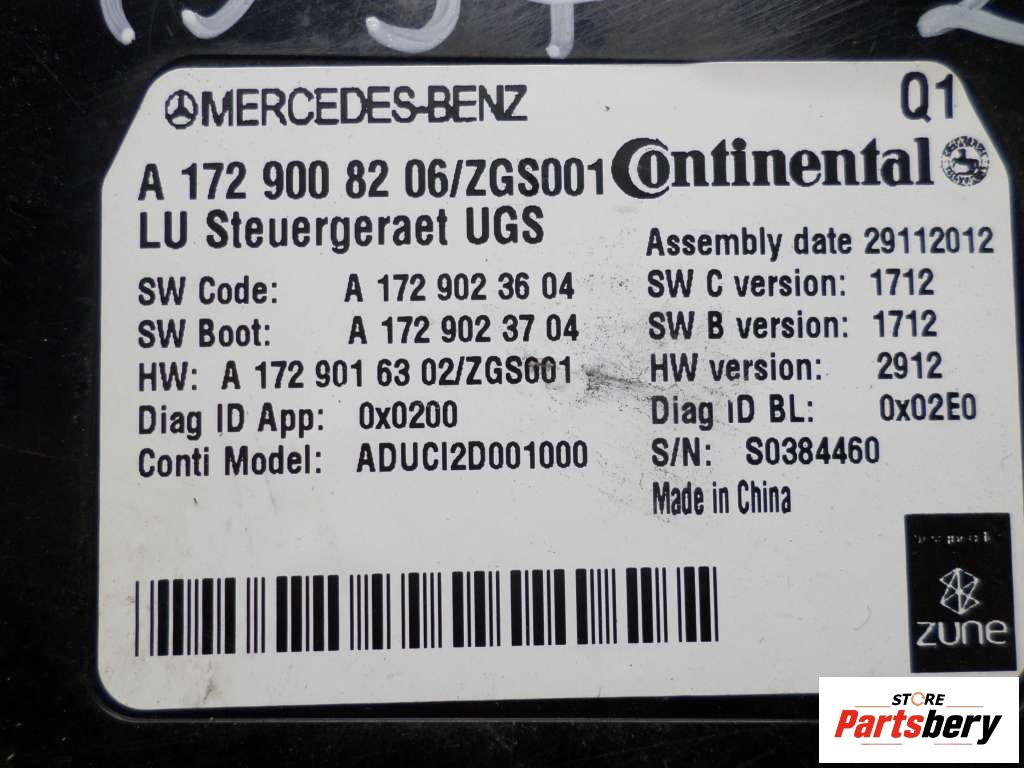 MERCEDES-BENZ
Q1
A 172 900 82 06/ZGS001
Continental
LU Steuergeraet UGS
Assembly date 29112012
SW Code: A 172 902 36 04
SW C version: 1712
SW Boot: A 172 902 37 04
SW B version: 1712
HW: A 172 901 63 02/ZGS001
HW version: 2912
Diag ID App: 0x0200
Diag ID BL: 0x02E0
Conti Model: ADUCI2D001000
S/N: S0384460
Made in China
zune
STORE
Partsbery